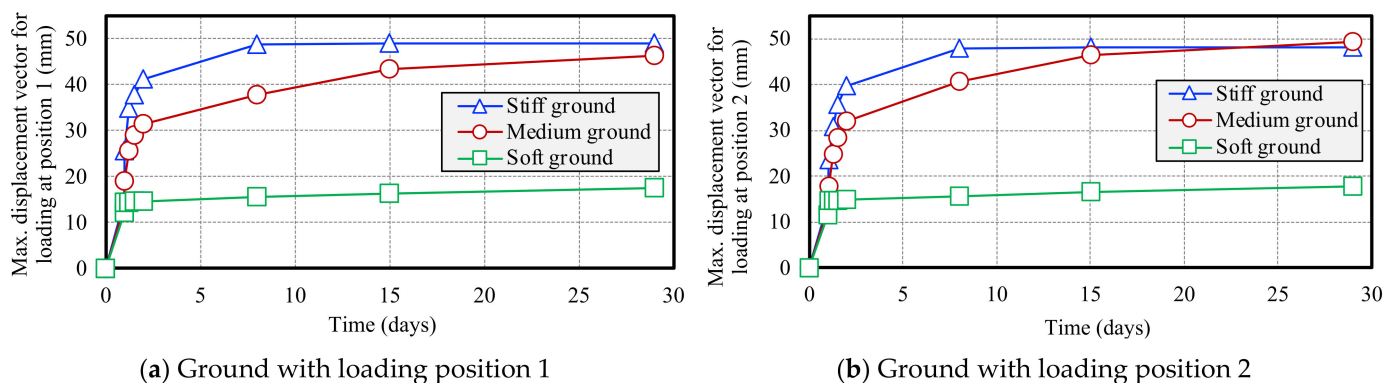 Max. displacement vector for
loading at position 1 (mm)
50
40
30
20
10
0
Stiff ground
Medium ground
Soft ground
0 5 10 15 20 25 30
Time (days)
(a) Ground with loading position 1
Max. displacement vector for
loading at position 2 (mm)
50
40
30
20
10
0
Stiff ground
Medium ground
Soft ground
0 5 10 15 20 25 30
Time (days)
(b) Ground with loading position 2